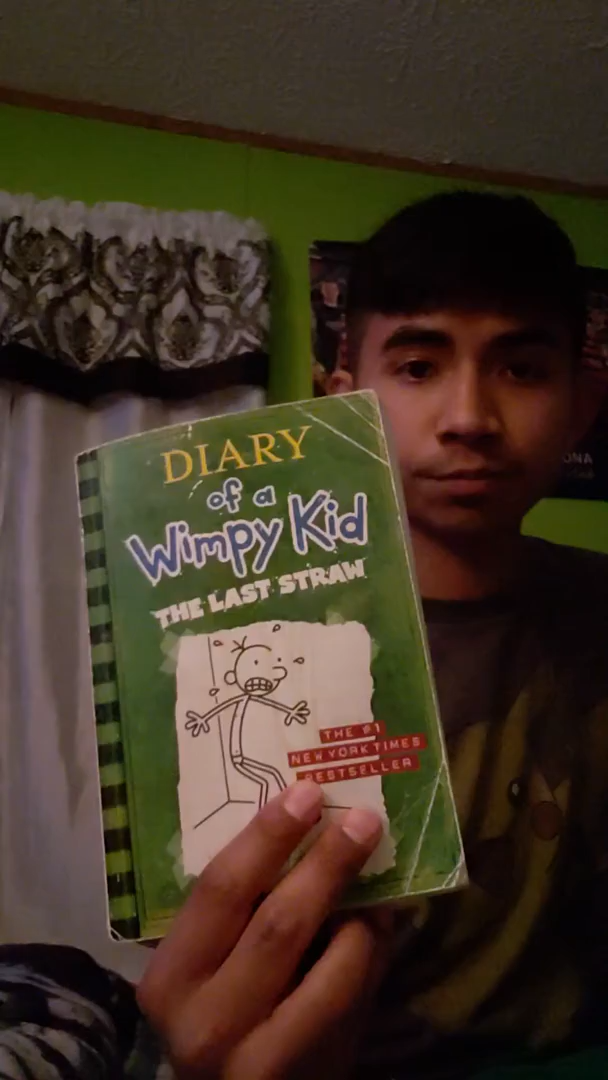 DIARY
of a
Wimpy Kid
THE LAST STRAW
THE #1
NEW YORK TIMES
BESTSELLER